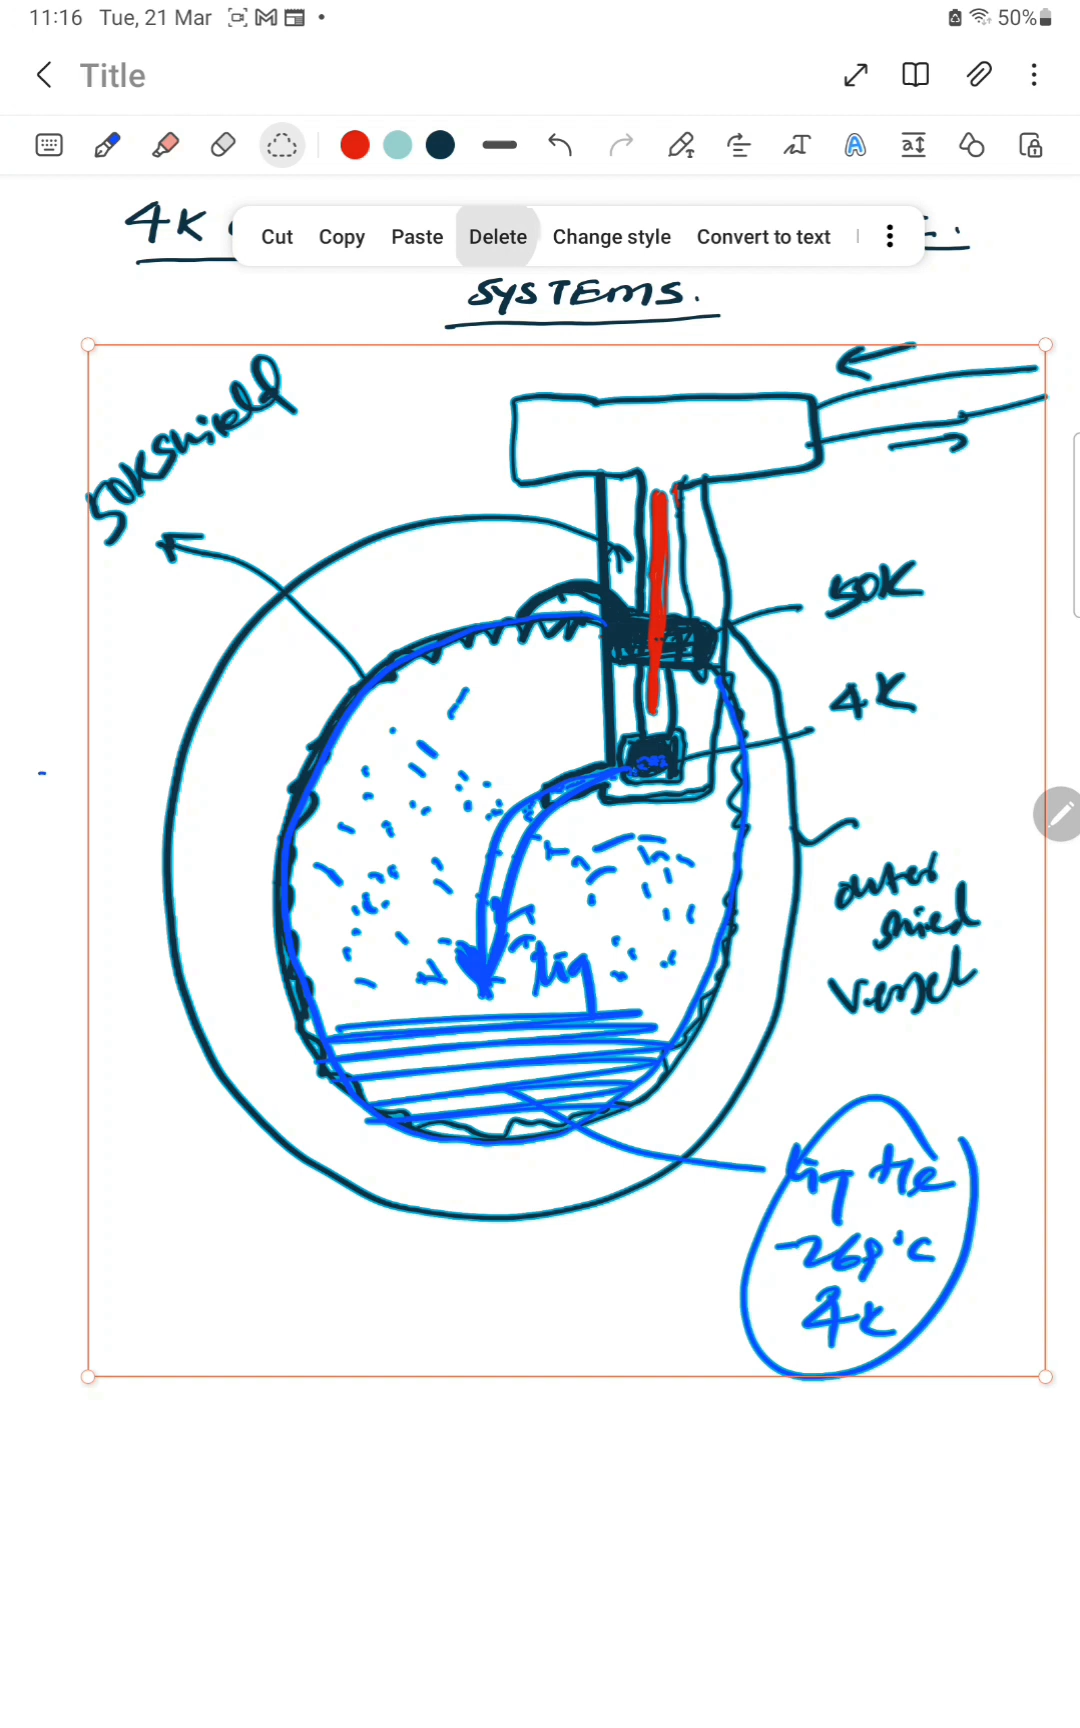 11:16 Tue, 21 Mar
50%
Title
4K
Cut Copy Paste Delete Change style Convert to text
SYSTEMS.
50K shield
50K
4K
outer
shied
vessel
liq
liq He
-269°C
4K